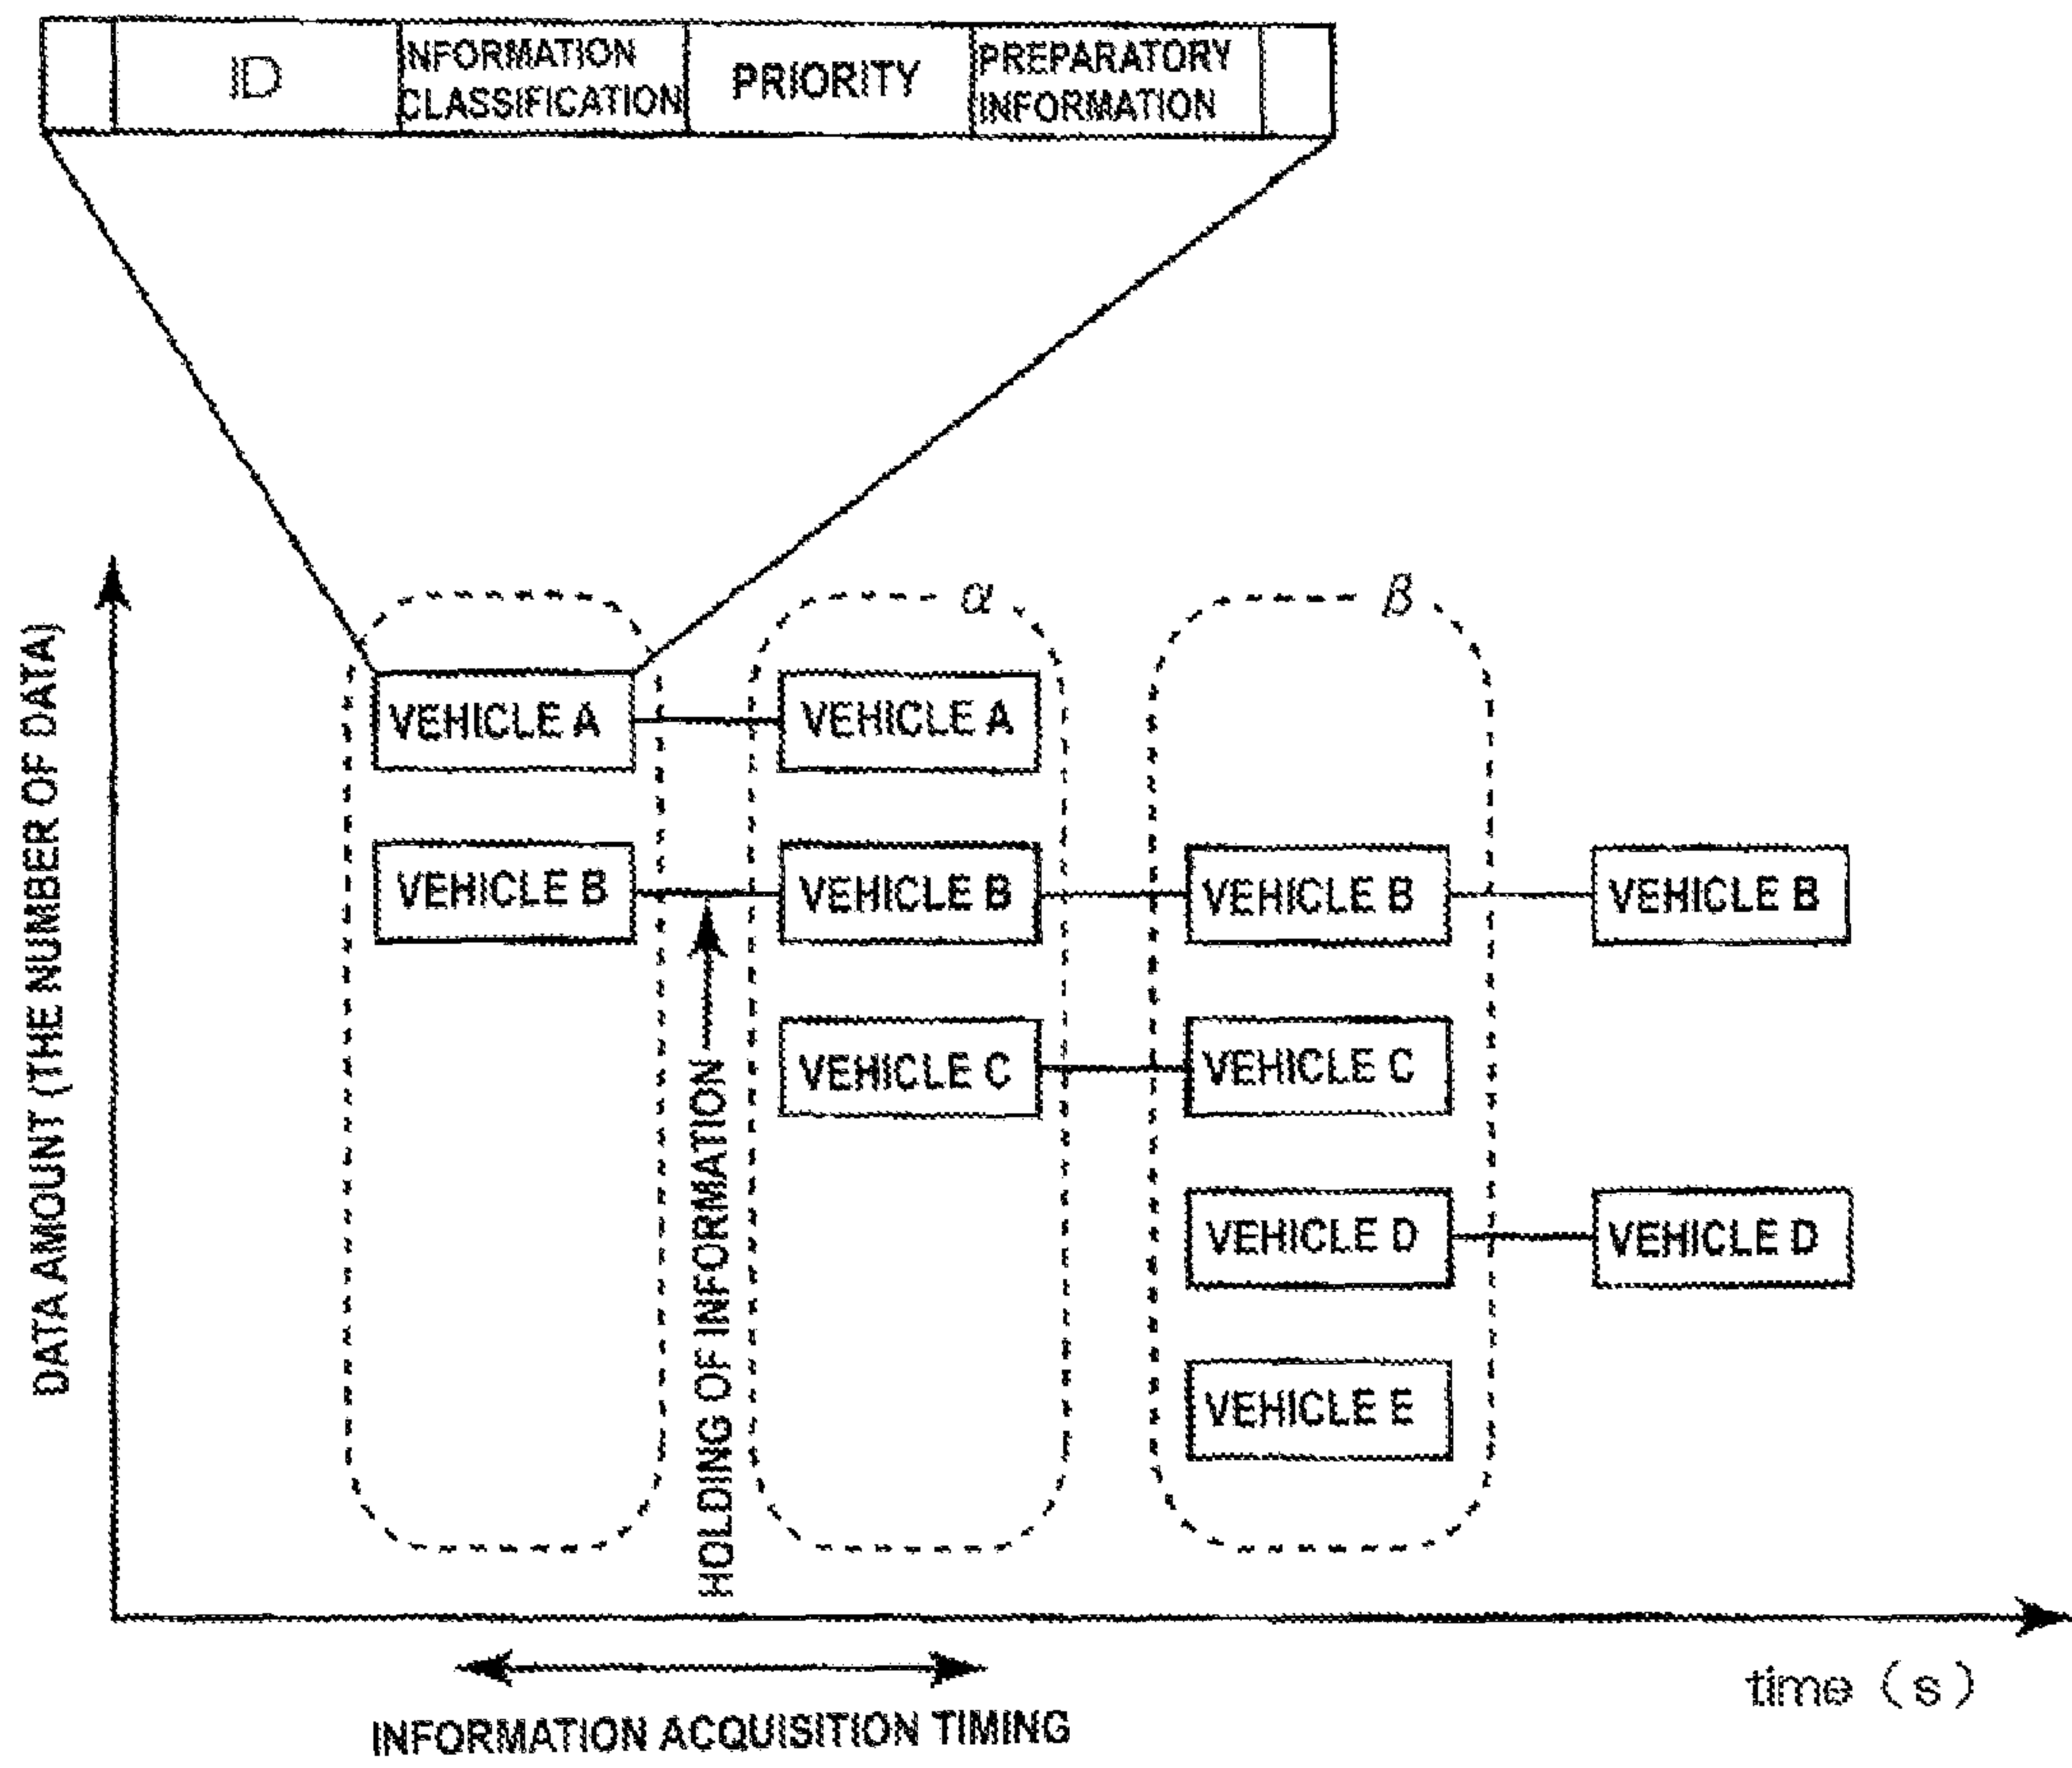 ID
INFORMATION
CLASSIFICATION
PRIORITY
PREPARATORY
INFORMATION
α
β
DATA AMOUNT (THE NUMBER OF DATA)
VEHICLE A
VEHICLE A
VEHICLE B
VEHICLE B
VEHICLE B
VEHICLE B
HOLDING OF INFORMATION
VEHICLE C
VEHICLE C
VEHICLE D
VEHICLE D
VEHICLE E
time (s)
INFORMATION ACQUISITION TIMING